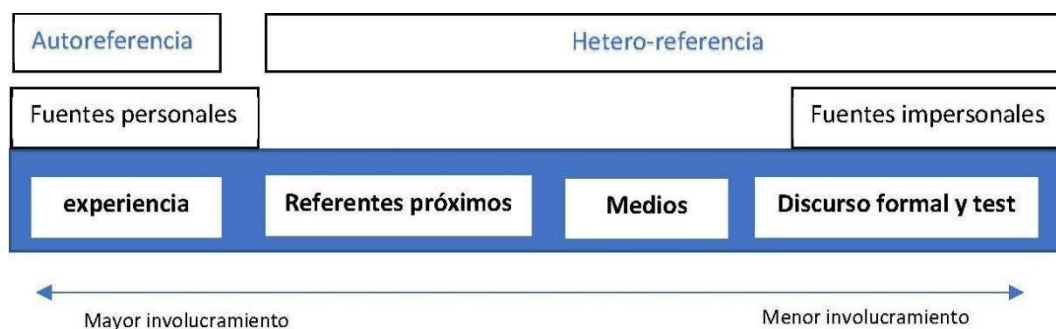 Autoreferencia
Hetero-referencia
Fuentes personales
Fuentes impersonales
experiencia
Referentes próximos
Medios
Discurso formal y test
Mayor involucramiento
Menor involucramiento